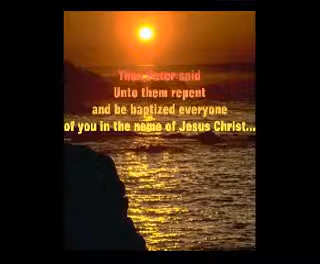 Then Peter said
Unto them repent
and be baptized everyone
of you in the name of Jesus Christ...